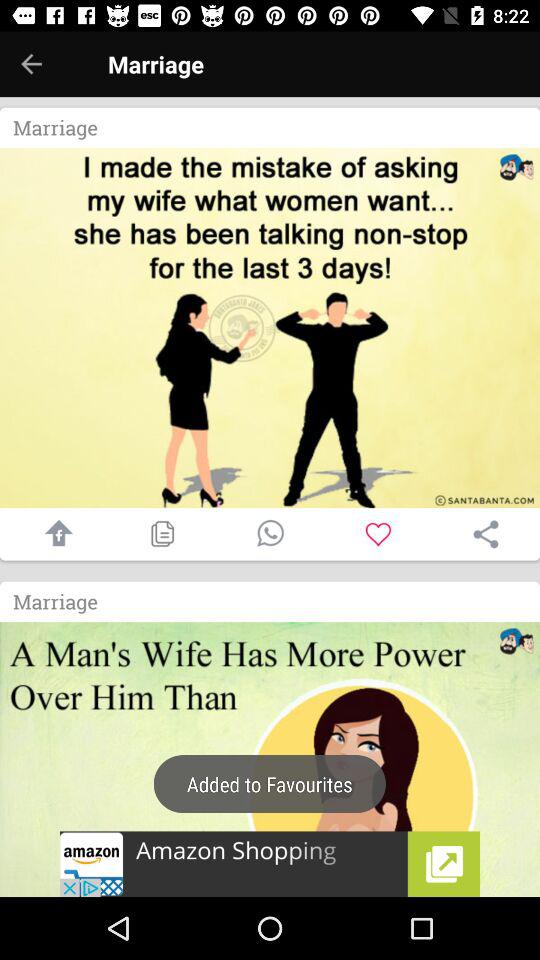 esc
8:22
Marriage
Marriage
I made the mistake of asking
my wife what women want...
she has been talking non-stop
for the last 3 days!
© SANTABANTA.COM
Marriage
A Man's Wife Has More Power
Over Him Than
Added to Favourites
amazon
Amazon Shopping